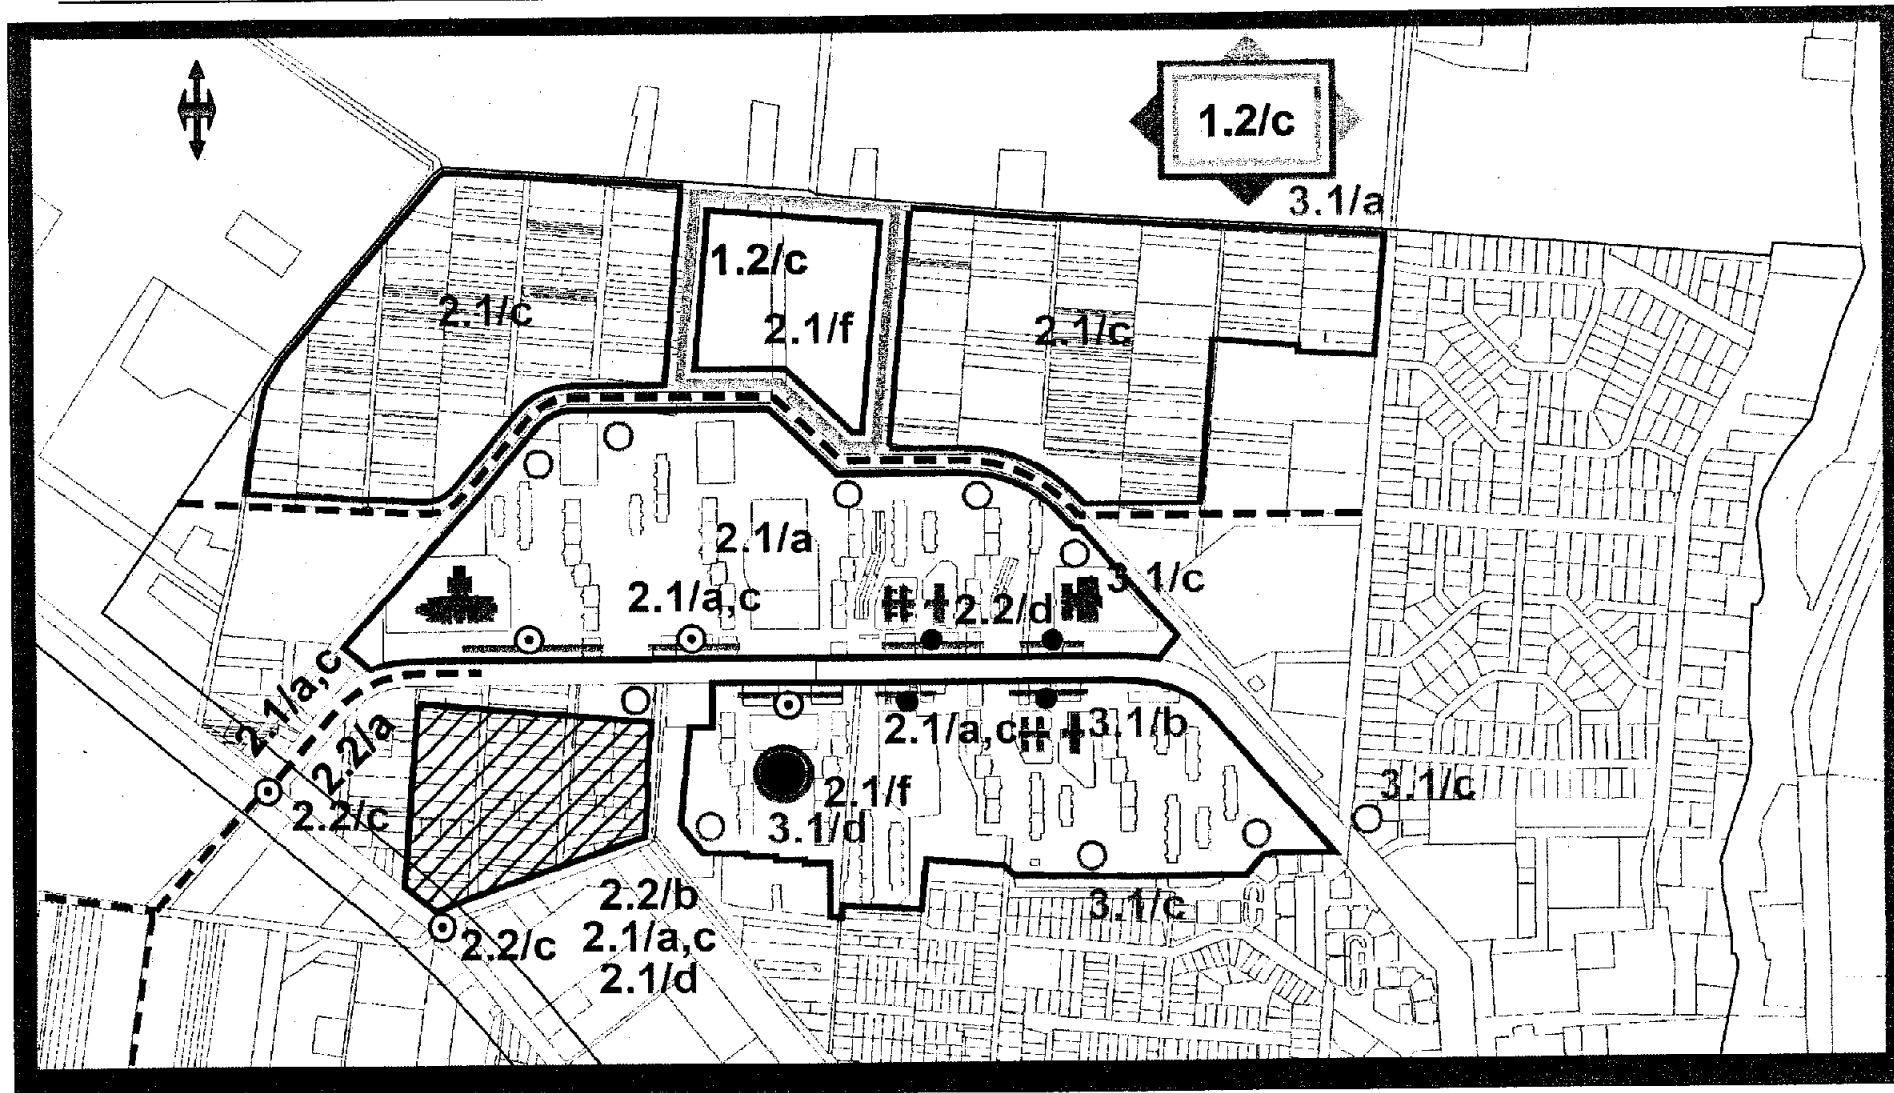 1.2/c
3.1/a
1.2/c
2.1/c
2.1/f
2.1/c
2.1/a
3.1/c
2.1/a,c
2.2/d
2.1/a,c
2.2/a
2.1/a,c
3.1/b
2.1/f
3.1/c
2.2/c
3.1/d
2.2/b
3.1/c
2.2/c
2.1/a,c
2.1/d